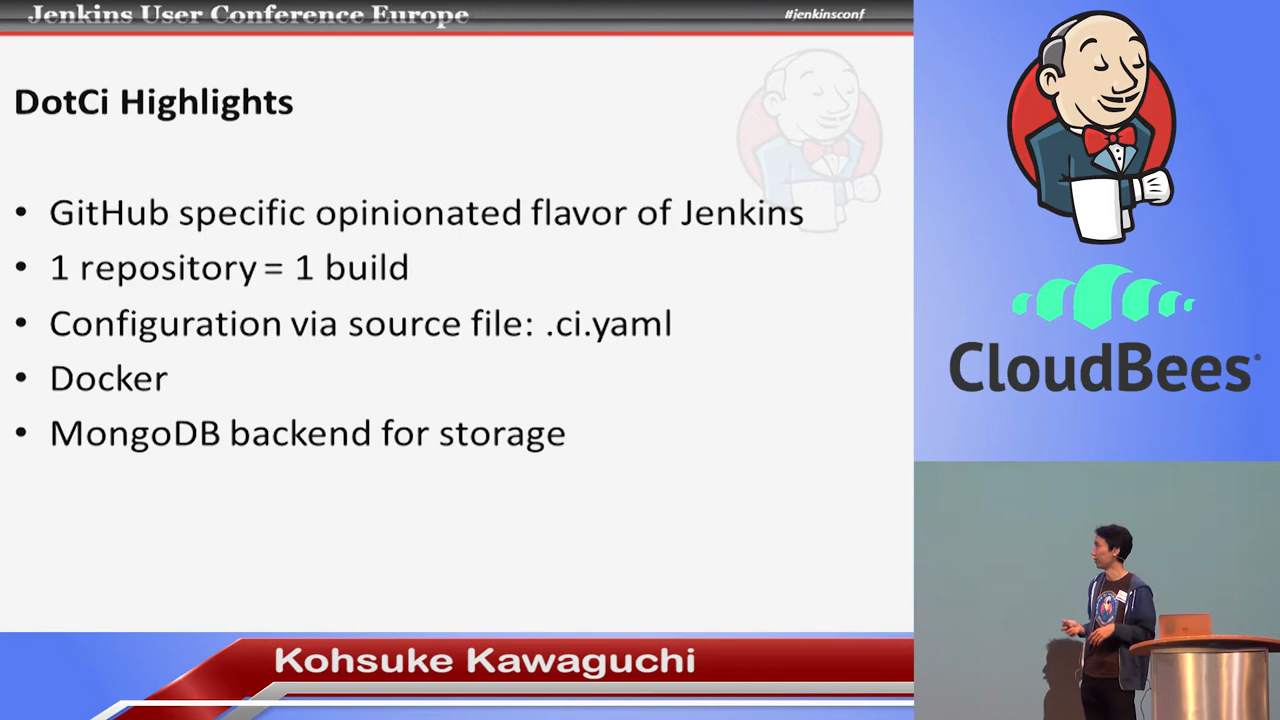 Jenkins User Conference Europe
#jenkinsconf
DotCi Highlights
• GitHub specific opinionated flavor of Jenkins
• 1 repository = 1 build
• Configuration via source file: .ci.yaml
• Docker
• MongoDB backend for storage
CloudBees
Kohsuke Kawaguchi